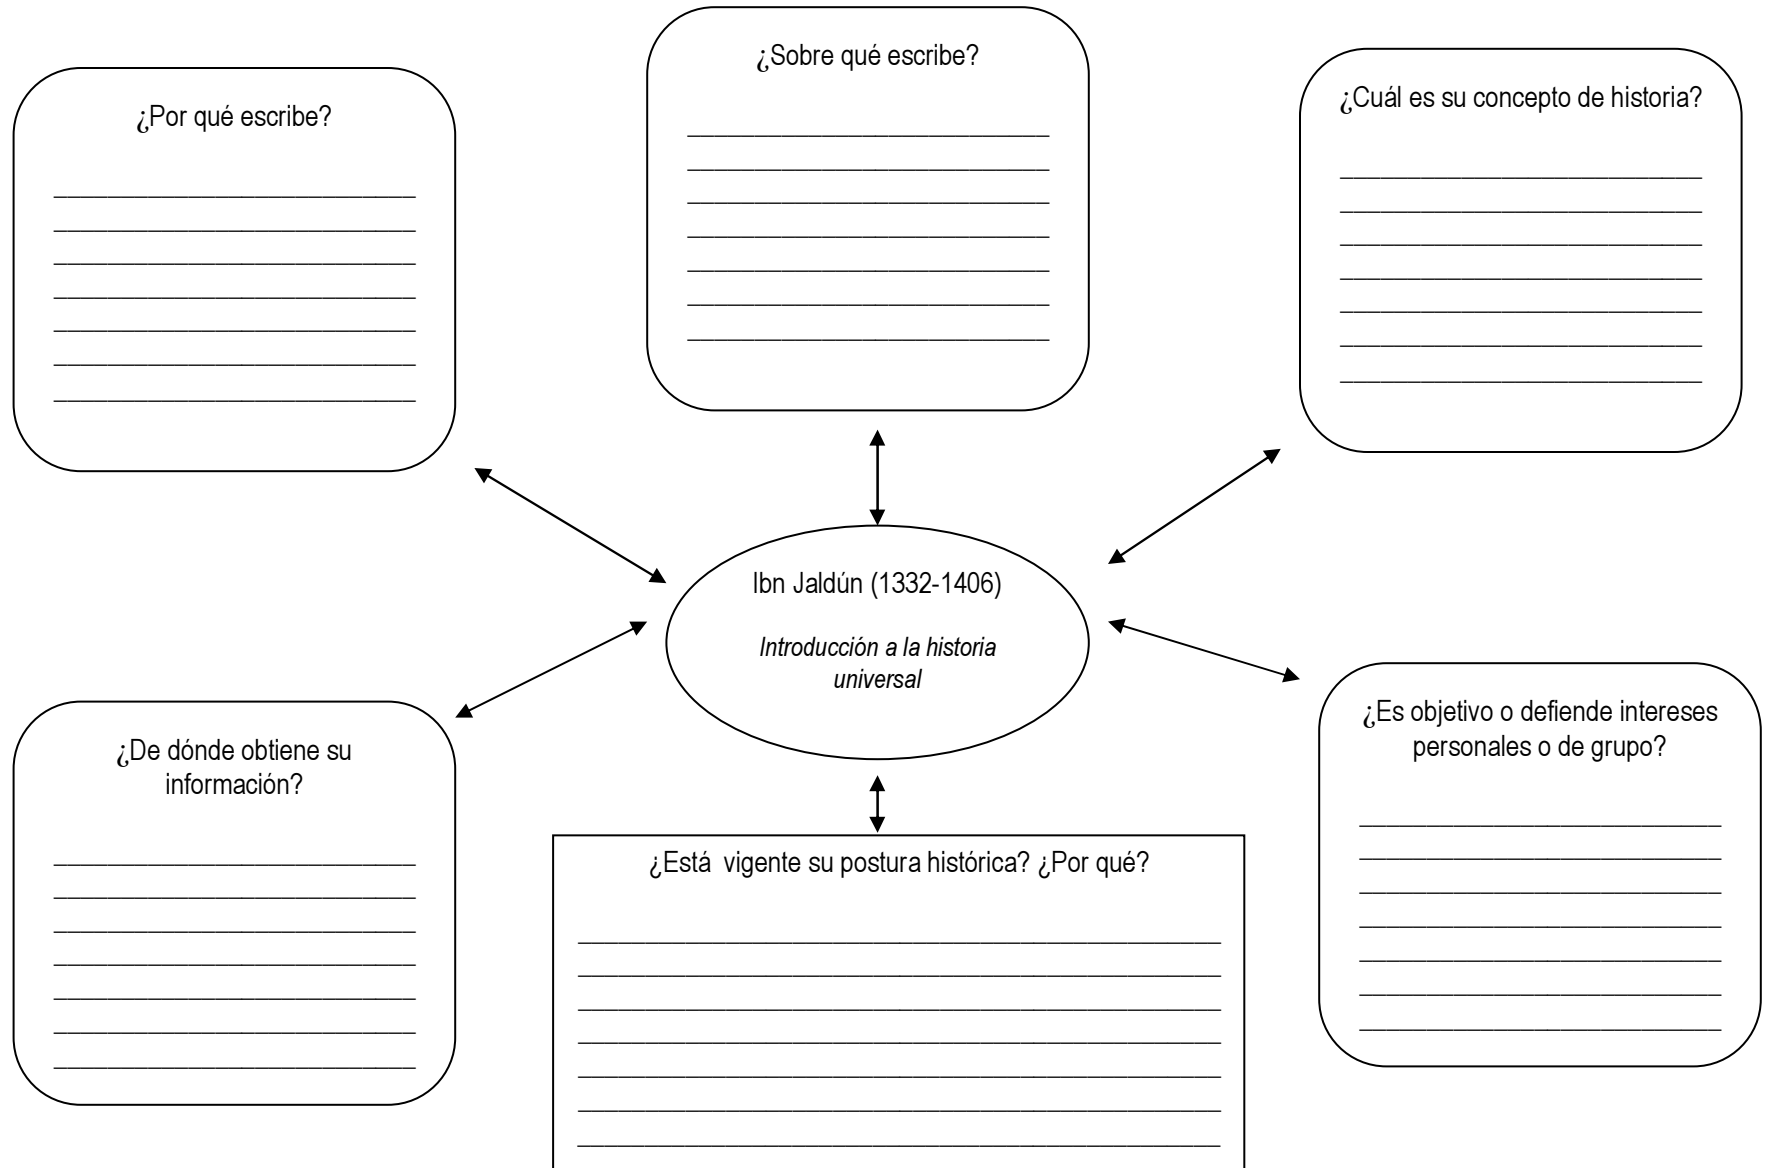 ¿Por qué escribe?
¿Sobre qué escribe?
¿Cuál es su concepto de historia?
Ibn Jaldún (1332-1406)
Introducción a la historia
universal
¿De dónde obtiene su
información?
¿Está  vigente su postura histórica? ¿Por qué?
¿Es objetivo o defiende intereses
personales o de grupo?